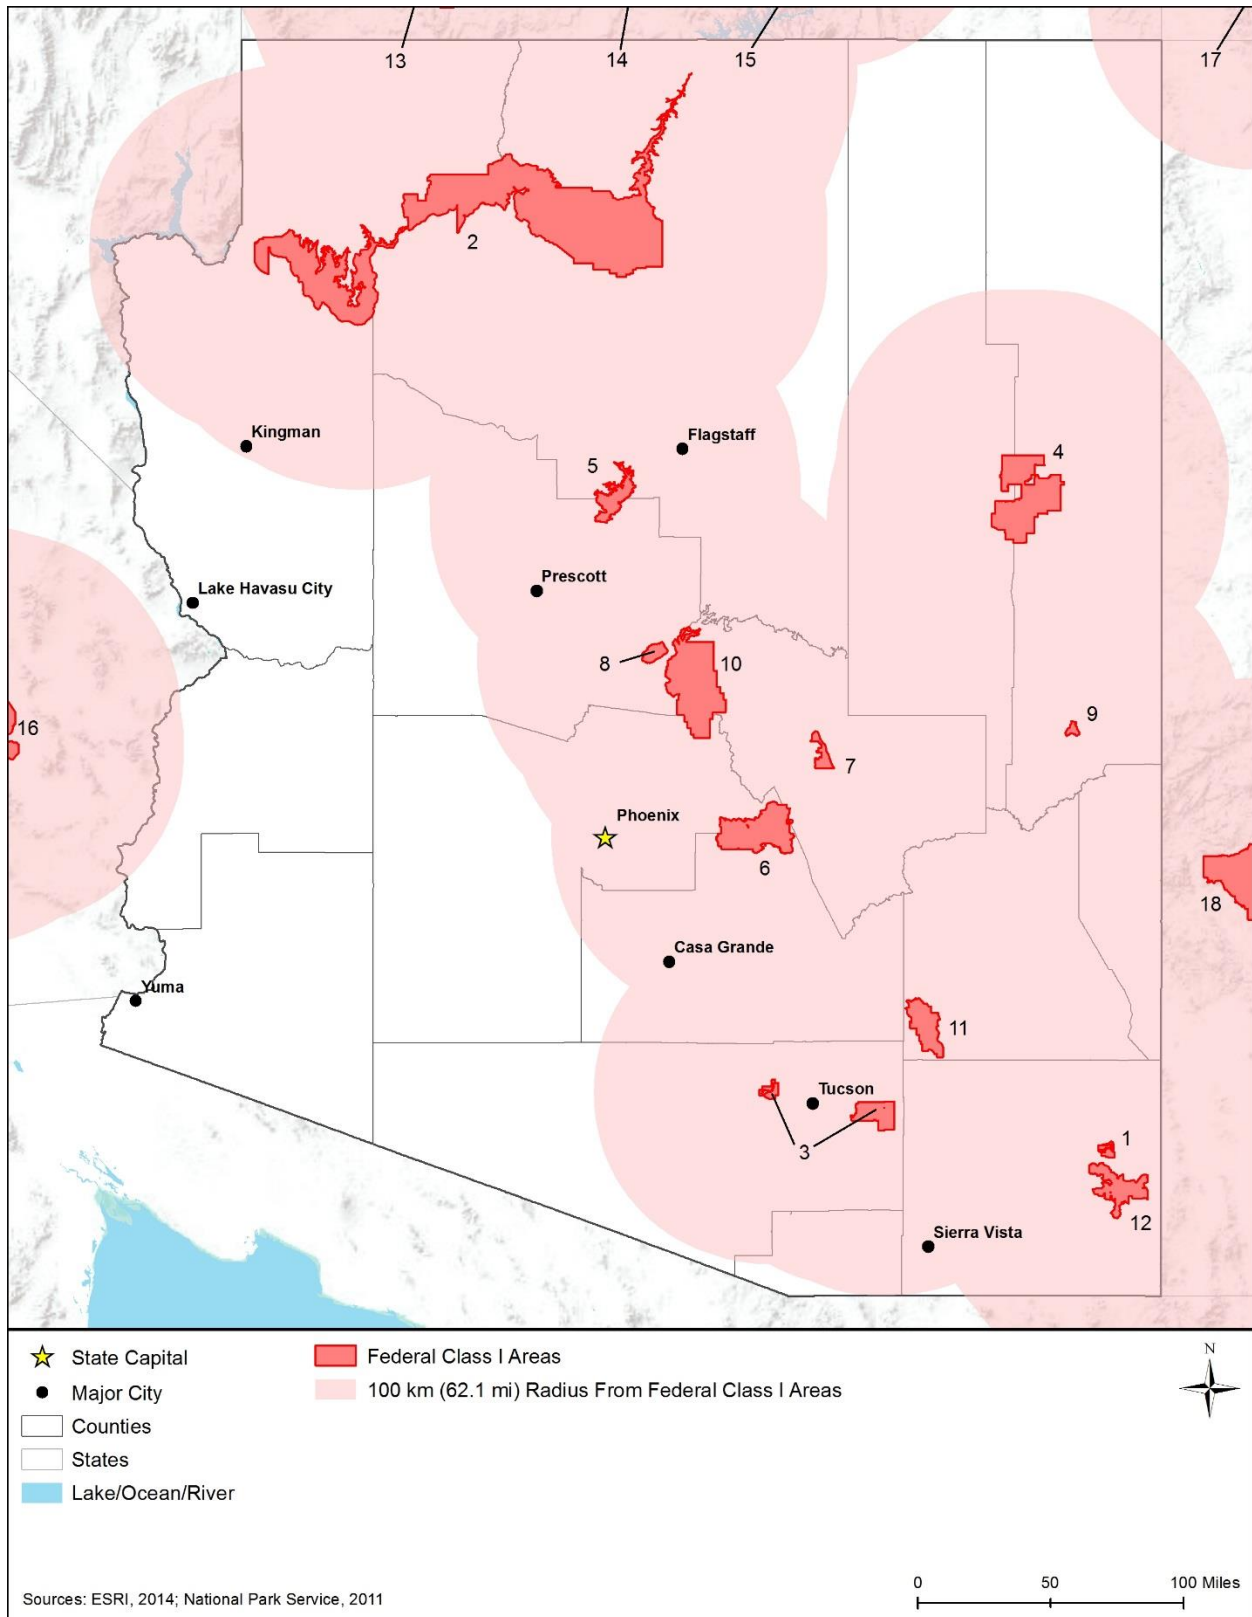 13
14
15
17
2
Kingman
Flagstaff
5
4
Lake Havasu City
Prescott
8
10
16
9
7
Phoenix
6
18
Casa Grande
Yuma
11
Tucson
3
1
12
Sierra Vista
State Capital
Major City
Counties
States
Lake/Ocean/River
Federal Class I Areas
100 km (62.1 mi) Radius From Federal Class I Areas
N
Sources: ESRI, 2014; National Park Service, 2011
0 50 100 Miles